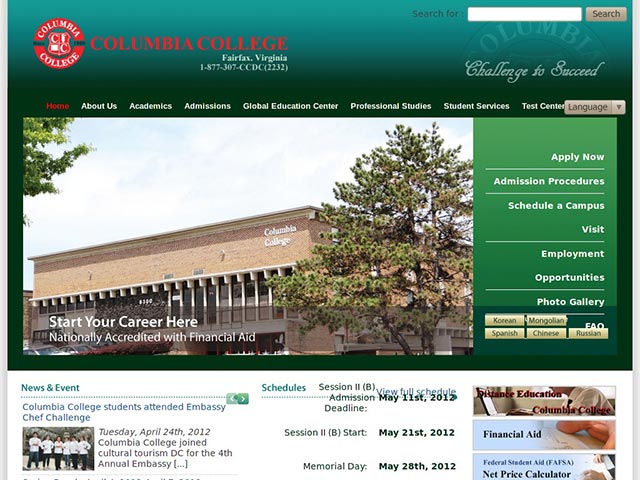 Search for :
Search
COLUMBIA COLLEGE
COLUMBIA COLLEGE
Fairfax, Virginia
1-877-307-CCDC(2232)
COLUMBIA
Challenge to Succeed
Home About Us Academics Admissions Global Education Center Professional Studies Student Services Test Center
Language ▼
Apply Now
Admission Procedures
Schedule a Campus
Visit
Employment
Opportunities
Photo Gallery
FAQ
Korean Mongolian
Spanish Chinese Russian
Columbia
College
8300
Start Your Career Here
Nationally Accredited with Financial Aid
News & Event
Columbia College students attended Embassy
Chef Challenge
Tuesday, April 24th, 2012
Columbia College joined
cultural tourism DC for the 4th
Annual Embassy [...]
Schedules
View full schedule
Session II (B)
Admission May 11st, 2012
Deadline:
Session II (B) Start: May 21st, 2012
Memorial Day: May 28th, 2012
Distance Education
Columbia College
Financial Aid
Federal Student Aid (FAFSA)
Net Price Calculator